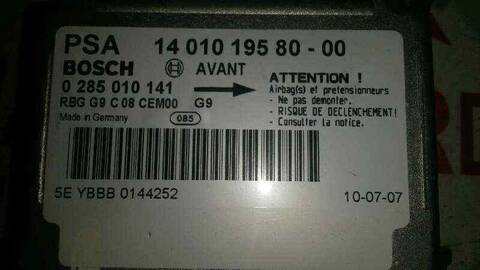 PSA 14 010 195 80 - 00
BOSCH AVANT
0 285 010 141
RBG G9 C 08 CEM00 G9
Made in Germany 085
ATTENTION !
Airbag(s) et pretensionneurs
- Ne pas demonter.
- RISQUE DE DECLENCHEMENT!
- Consulter la notice.
5E YBBB 0144252
10-07-07